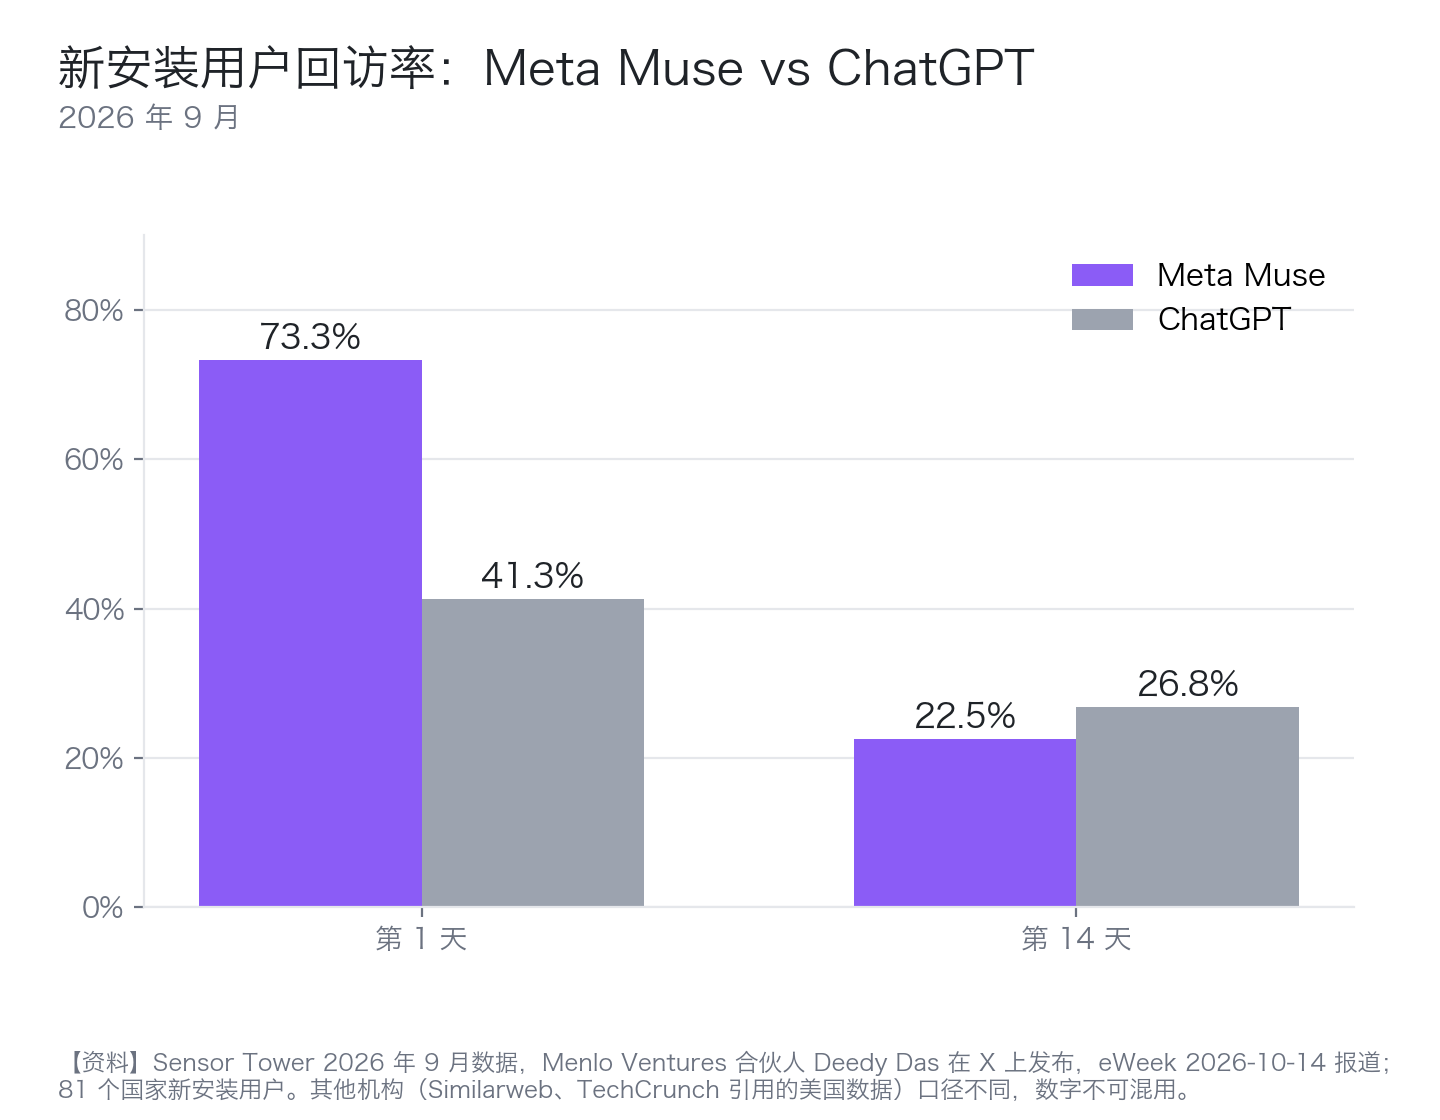 新安装用户回访率：Meta Muse vs ChatGPT
2026 年 9 月
Meta Muse
ChatGPT
80%
60%
40%
20%
0%
73.3%
41.3%
22.5%
26.8%
第 1 天
第 14 天
【资料】Sensor Tower 2026 年 9 月数据，Menlo Ventures 合伙人 Deedy Das 在 X 上发布，eWeek 2026-10-14 报道；
81 个国家新安装用户。其他机构（Similarweb、TechCrunch 引用的美国数据）口径不同，数字不可混用。